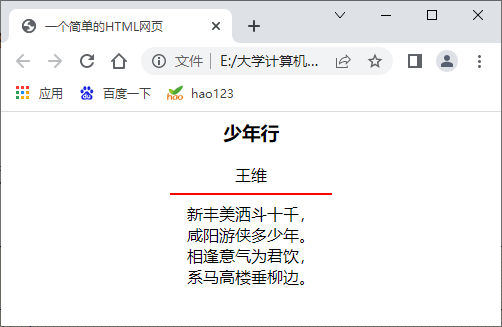 一个简单的HTML网页
文件 | E:/大学计算机...
应用 百度一下 hao123
少年行
王维
新丰美洒斗十千，
咸阳游侠多少年。
相逢意气为君饮，
系马高楼垂柳边。